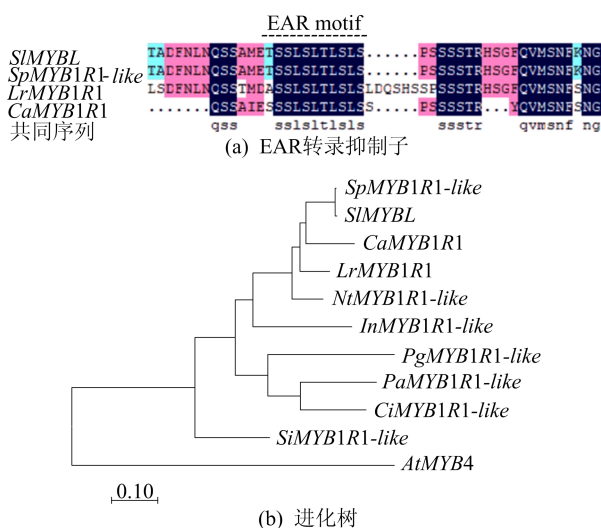 EAR motif
SlMYBL TADFNLNQSSAMETSSLSLTLSLS......PSSSSTRHSGFQVMSNFKNG
SpMYB1R1-like TADFNLNQSSAMETSSLSLTLSLS......PSSSSTRHSGFQVMSNFKNG
LrMYB1R1 LSDFNLNQSSTMDASSLSLTLSLSLDQSHSSFSSSTRHSGFQVMSNFSNG
CaMYB1R1 .......QSSAIESSSLSLTLSLSS.....PSSSSTR...YQVMSNFSNG
共同序列 qss sslsltlsls ssstr qvmsnf ng
(a) EAR转录抑制子
SpMYB1R1-like
SlMYBL
CaMYB1R1
LrMYB1R1
NtMYB1R1-like
InMYB1R1-like
PgMYB1R1-like
PaMYB1R1-like
CiMYB1R1-like
SiMYB1R1-like
AtMYB4
0.10
(b) 进化树